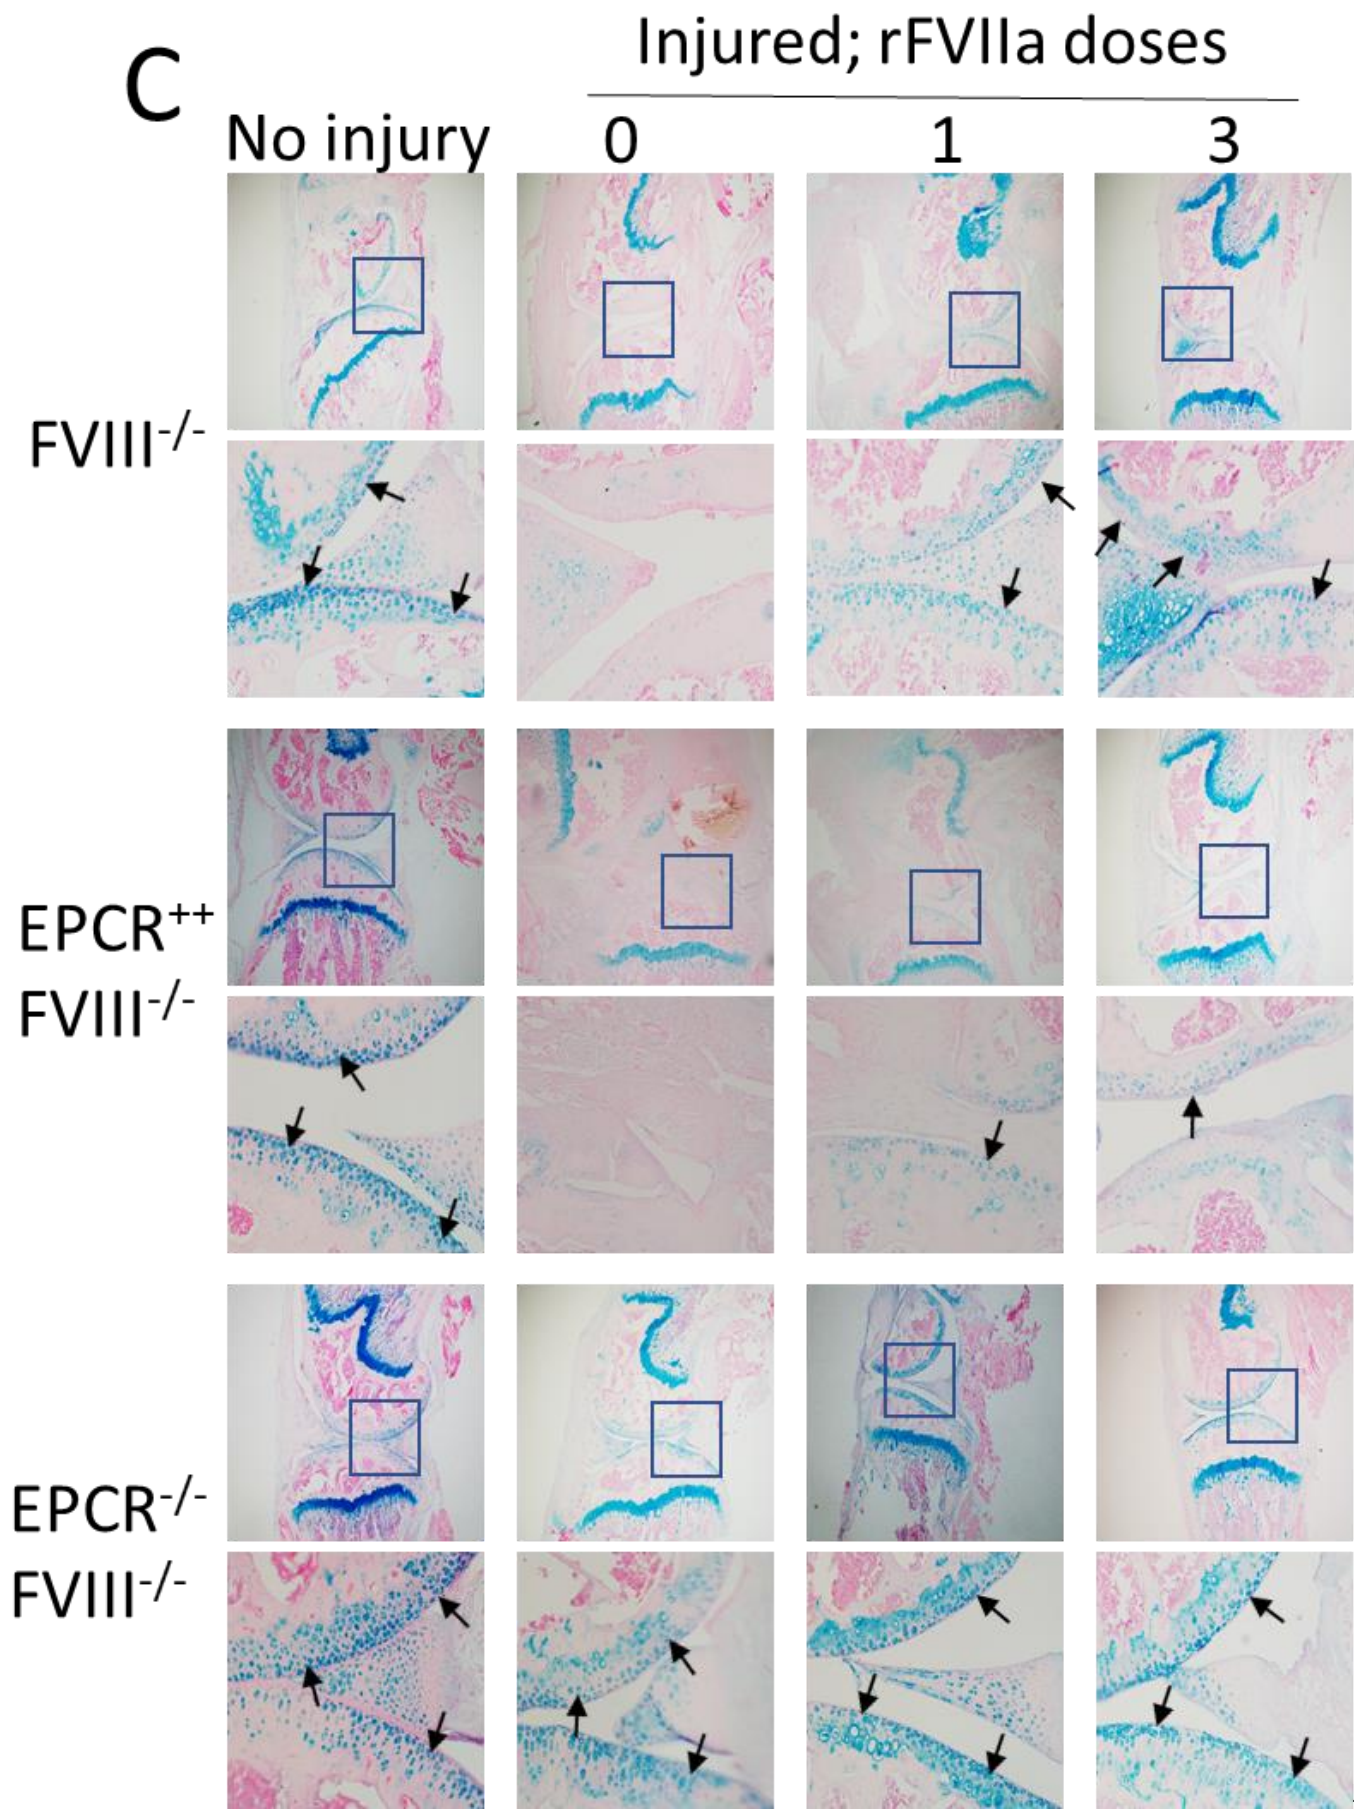 C
Injured; rFVIIa doses
No injury 0 1 3
FVIII-/-
EPCR++
FVIII-/-
EPCR-/-
FVIII-/-